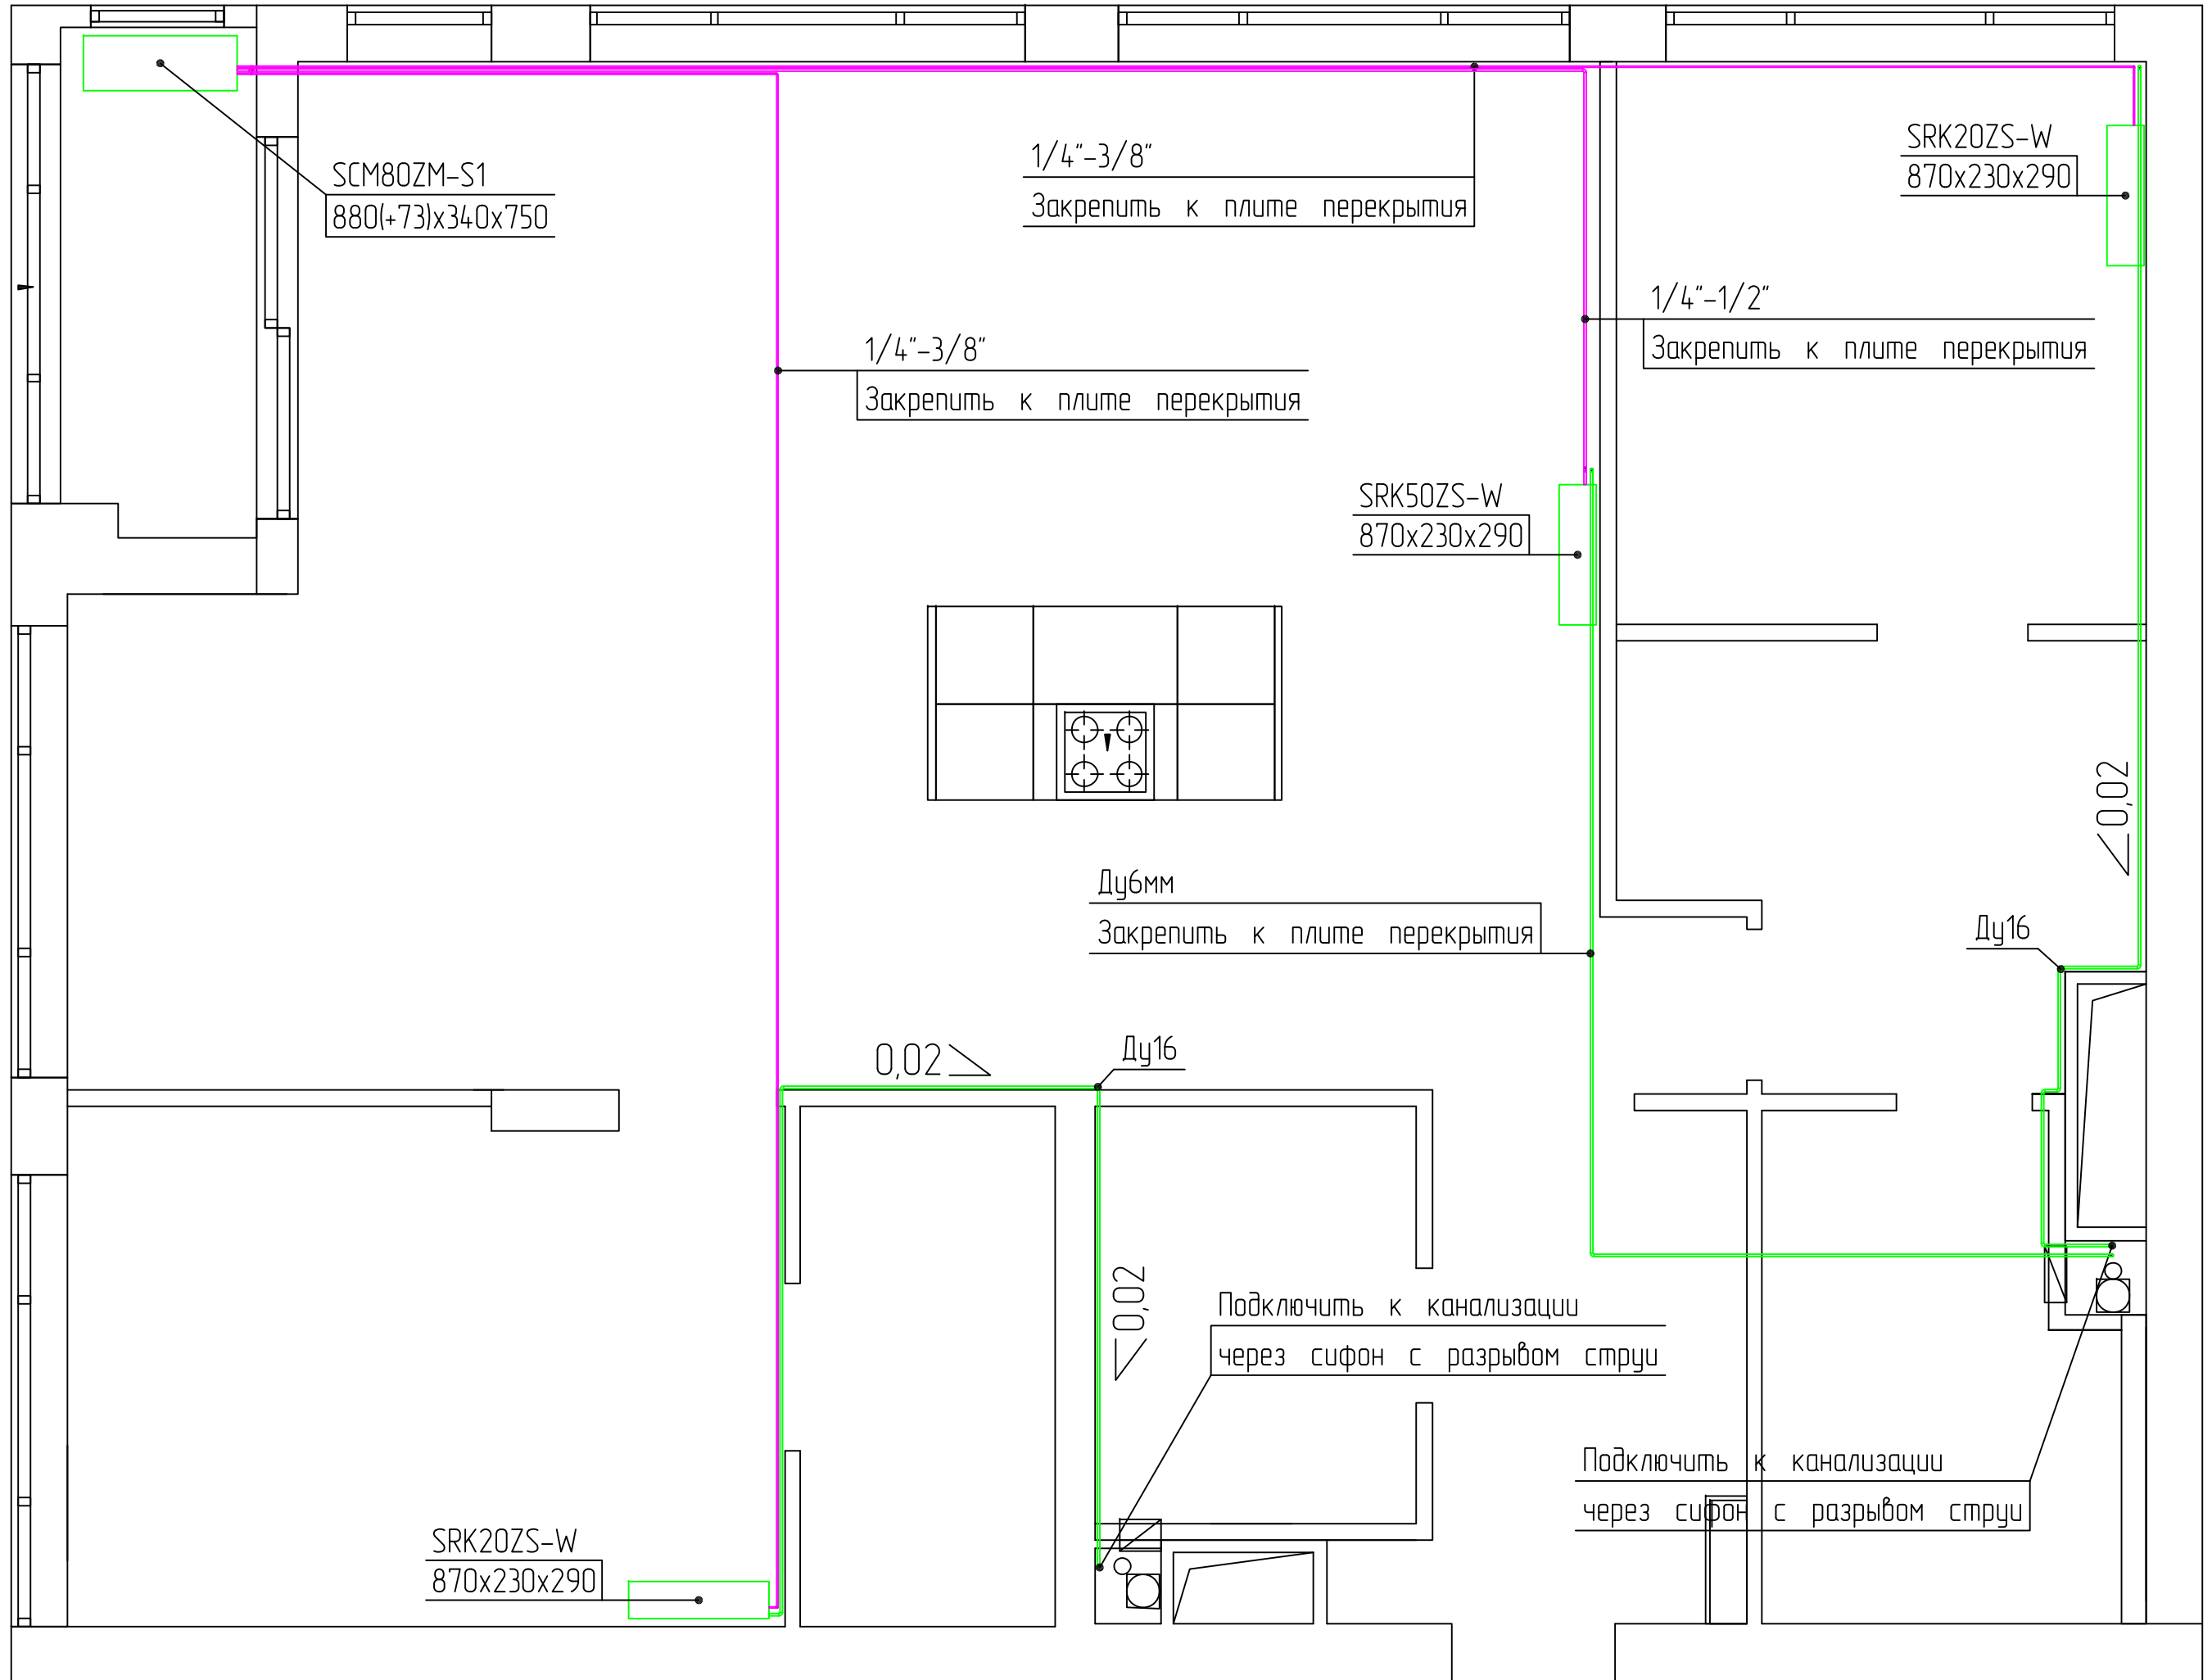 SCM80ZM-S1
880(+73)x340x750
1/4"-3/8"
Закрепить к плите перекрытия
SRK20ZS-W
870x230x290
1/4"-1/2"
Закрепить к плите перекрытия
1/4"-3/8"
Закрепить к плите перекрытия
SRK50ZS-W
870x230x290
0,02
Ду6мм
Закрепить к плите перекрытия
Ду16
Ду16
0,02
0,02
Подключить к канализации
через сифон с разрывом струи
Подключить к канализации
через сифон с разрывом струи
SRK20ZS-W
870x230x290